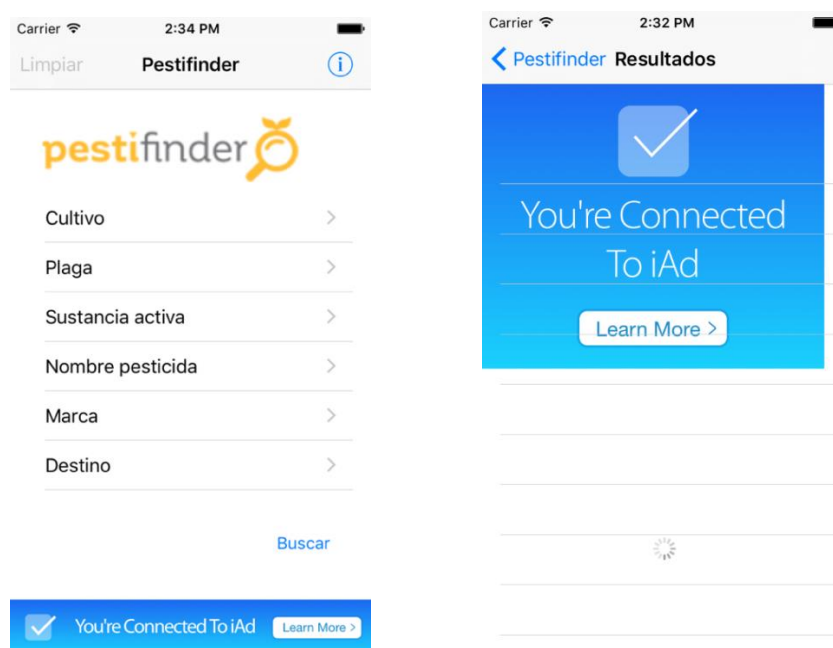 Carrier 2:34 PM
Limpiar Pestifinder i
pestifinder
Cultivo
Plaga
Sustancia activa
Nombre pesticida
Marca
Destino
Buscar
You're Connected To iAd Learn More >
Carrier 2:32 PM
Pestifinder Resultados
You're Connected
To iAd
Learn More >